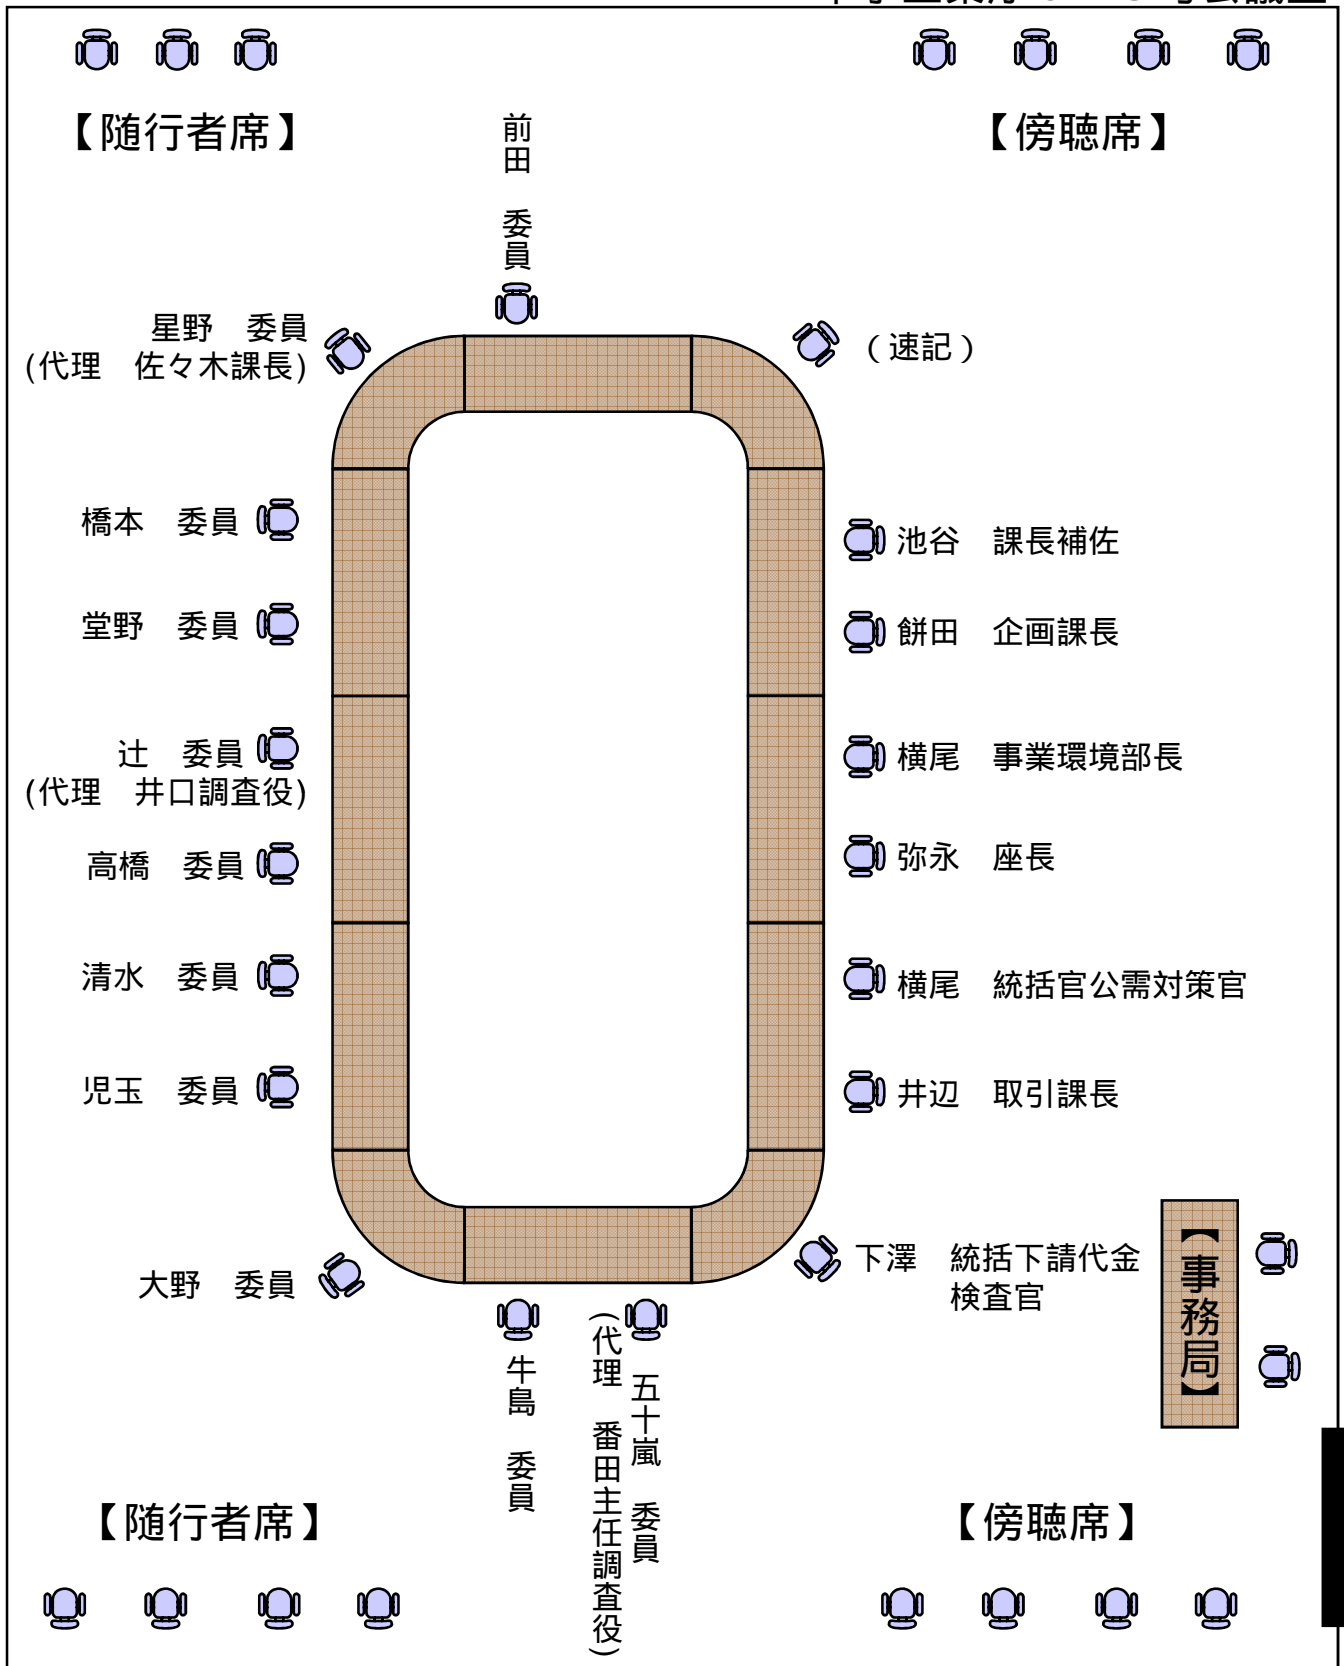 【随行者席】
【傍聴席】
前田　委員
星野　委員
(代理　佐々木課長)
（速記）
橋本　委員
池谷　課長補佐
堂野　委員
餅田　企画課長
辻　委員
(代理　井口調査役)
横尾　事業環境部長
高橋　委員
弥永　座長
清水　委員
横尾　統括官公需対策官
児玉　委員
井辺　取引課長
大野　委員
下澤　統括下請代金
検査官
【事務局】
牛島　委員
五十嵐　委員
(代理　番田主任調査役)
【随行者席】
【傍聴席】